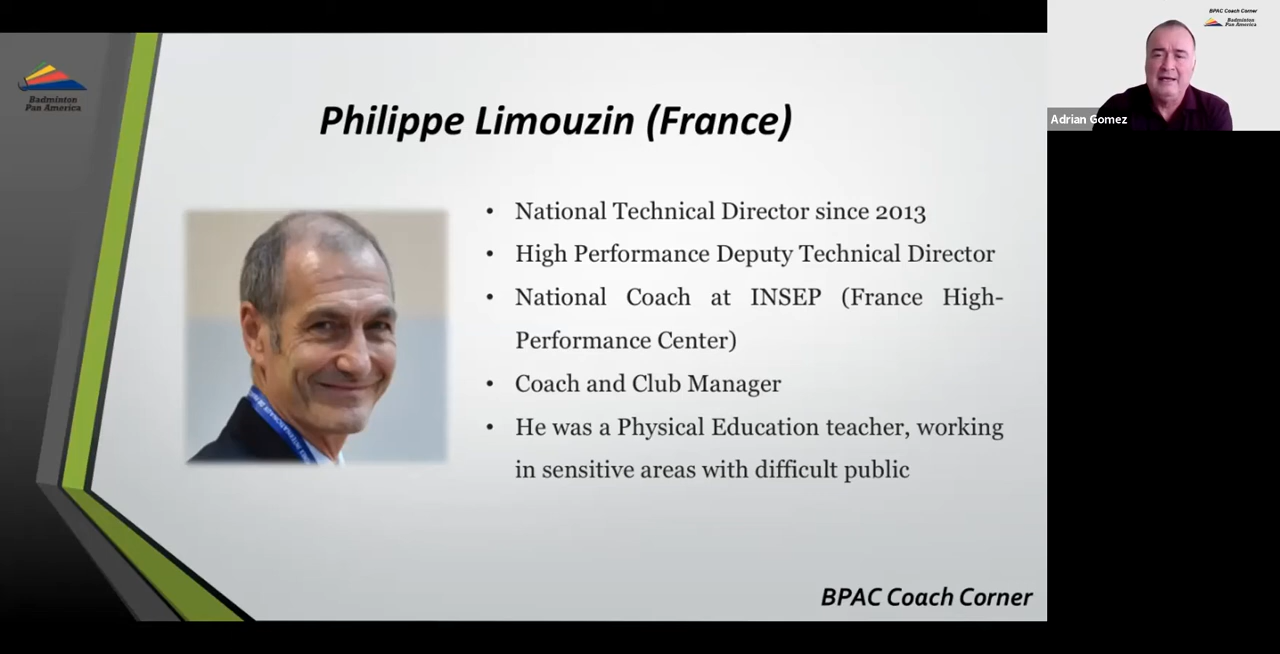 BPAC Coach Corner
Badminton
Pan America
Adrian Gomez
Badminton
Pan America
Philippe Limouzin (France)
• National Technical Director since 2013
• High Performance Deputy Technical Director
• National Coach at INSEP (France High-
Performance Center)
• Coach and Club Manager
• He was a Physical Education teacher, working
in sensitive areas with difficult public
BPAC Coach Corner